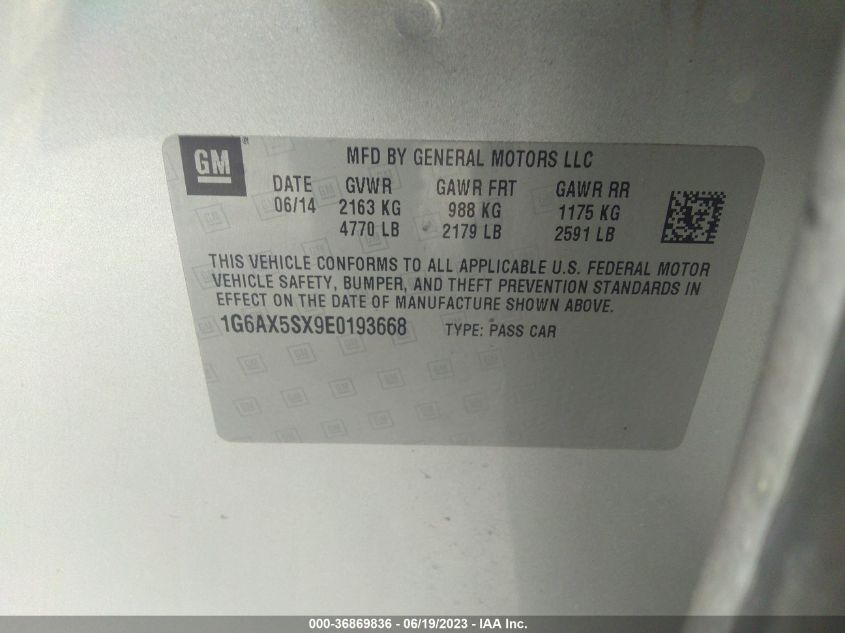 GM
MFD BY GENERAL MOTORS LLC
DATE GVWR GAWR FRT GAWR RR
06/14 2163 KG 988 KG 1175 KG
4770 LB 2179 LB 2591 LB
THIS VEHICLE CONFORMS TO ALL APPLICABLE U.S. FEDERAL MOTOR
VEHICLE SAFETY, BUMPER, AND THEFT PREVENTION STANDARDS IN
EFFECT ON THE DATE OF MANUFACTURE SHOWN ABOVE.
1G6AX5SX9E0193668 TYPE: PASS CAR
000-36869836 - 06/19/2023 - IAA Inc.